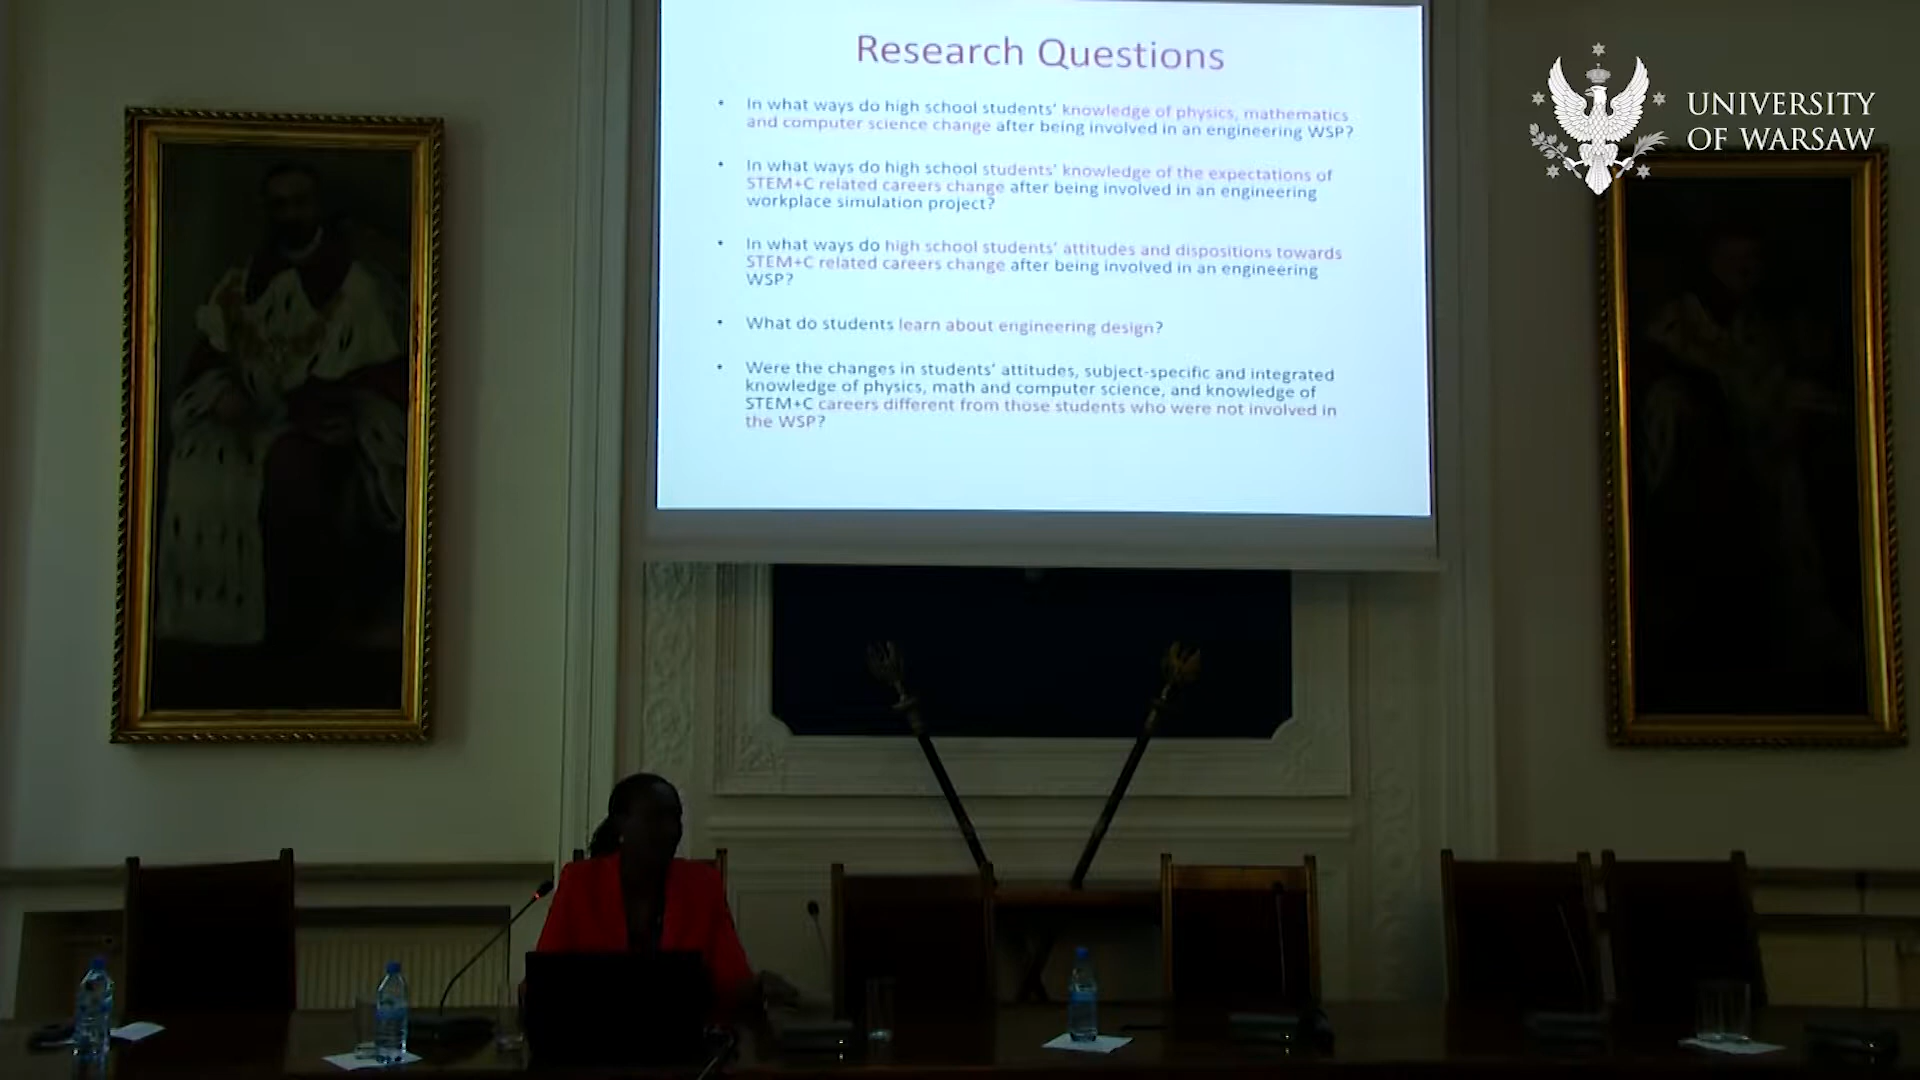 Research Questions
• In what ways do high school students' knowledge of physics, mathematics
and computer science change after being involved in an engineering WSP?
• In what ways do high school students' knowledge of the expectations of
STEM+C related careers change after being involved in an engineering
workplace simulation project?
• In what ways do high school students' attitudes and dispositions towards
STEM+C related careers change after being involved in an engineering
WSP?
• What do students learn about engineering design?
• Were the changes in students' attitudes, subject-specific and integrated
knowledge of physics, math and computer science, and knowledge of
STEM+C careers different from those students who were not involved in
the WSP?
UNIVERSITY
OF WARSAW